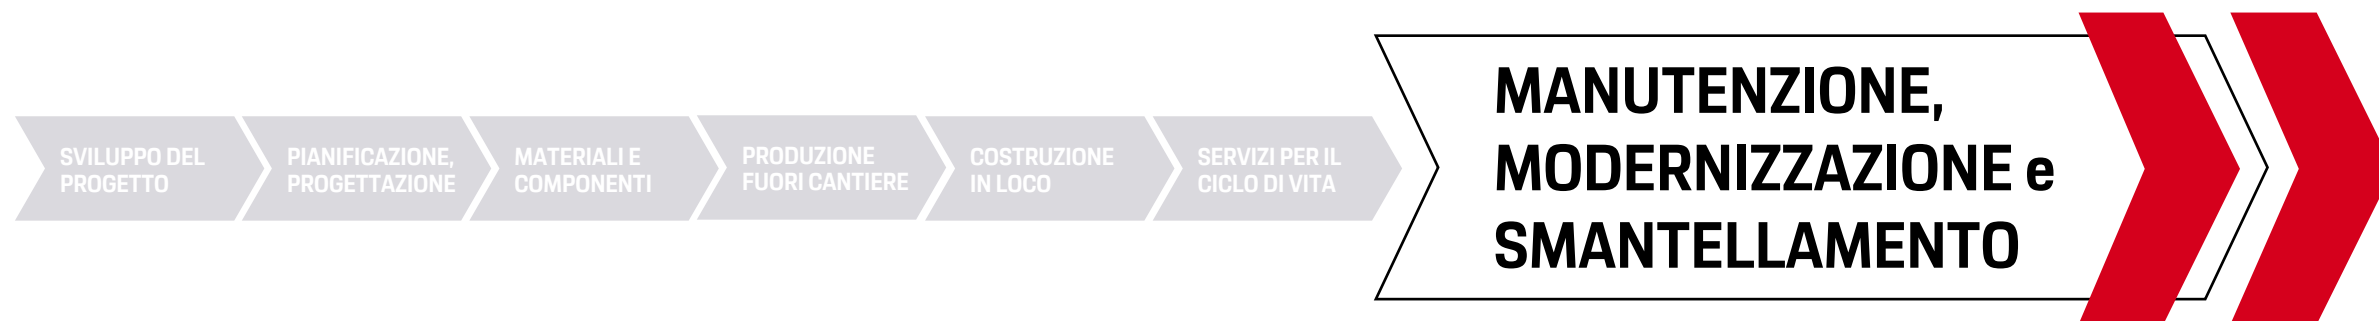 SVILUPPO DEL
PROGETTO
PIANIFICAZIONE,
PROGETTAZIONE
MATERIALI E
COMPONENTI
PRODUZIONE
FUORI CANTIERE
COSTRUZIONE
IN LOCO
SERVIZI PER IL
CICLO DI VITA
MANUTENZIONE,
MODERNIZZAZIONE e
SMANTELLAMENTO